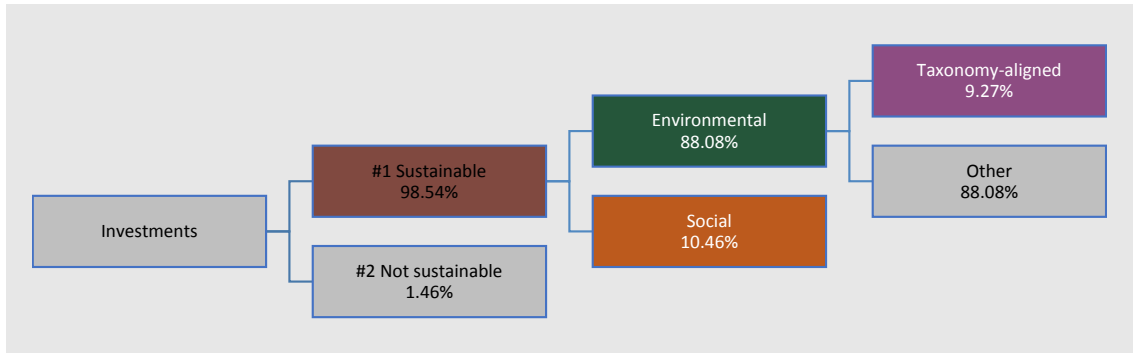 Investments
#1 Sustainable
98.54%
#2 Not sustainable
1.46%
Environmental
88.08%
Social
10.46%
Taxonomy-aligned
9.27%
Other
88.08%